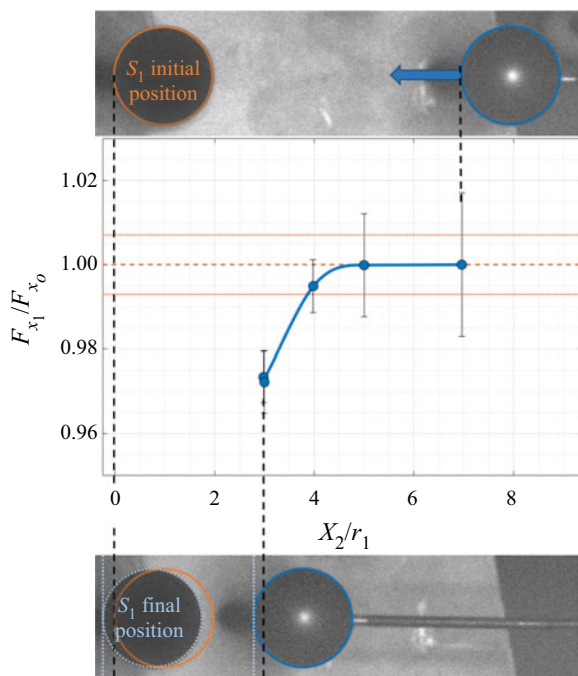 S₁ initial
position
1.02
1.00
0.98
0.96
Fₓ₁/Fₓₒ
0 2 4 6 8
X₂/r₁
S₁ final
position